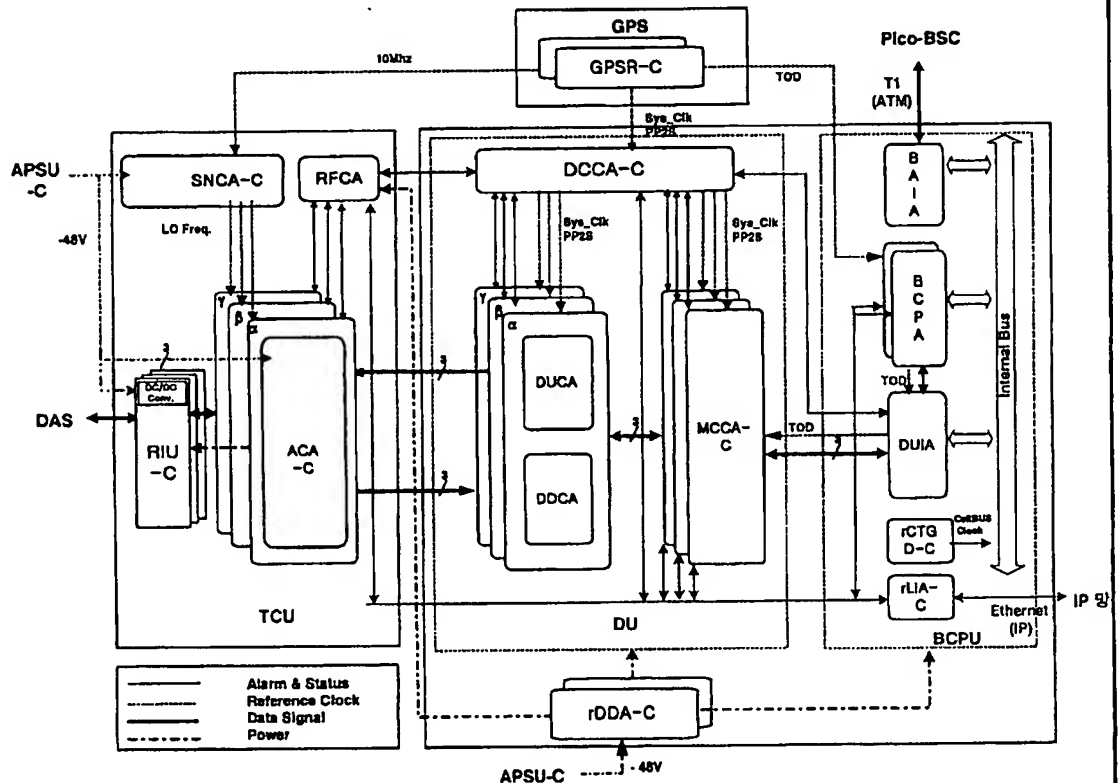 GPS
GPSR-C
10Mhz
TOD
Pico-BSC
T1
(ATM)
Sys_Clk
PP2S
APSU
-C
SNCA-C
RFCA
DCCA-C
B
A
I
A
-48V
LO Freq.
Sys_Clk
PP2S
Sys_Clk
PP2S
γ
β
α
γ
β
α
B
C
P
A
Internal Bus
3
DC/DC
Conv.
DAS
RIU
-C
ACA
-C
3
DUCA
3
MCCA-
C
TOD
TOD
3
DUIA
3
DDCA
rCTG
D-C
CellBUS
Clock
rLIA-
C
Ethernet
(IP)
IP 망
TCU
DU
BCPU
Alarm & Status
Reference Clock
Data Signal
Power
rDDA-C
APSU-C
- 48V